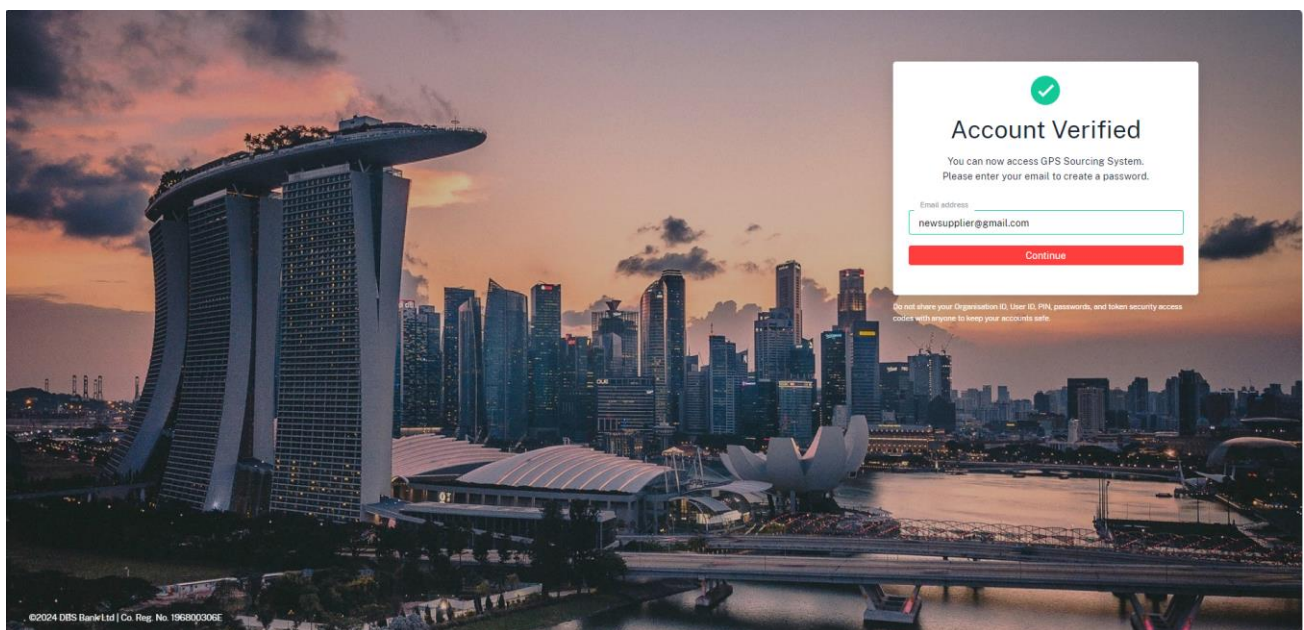 Account Verified
You can now access GPS Sourcing System.
Please enter your email to create a password.
Email address
newsupplier@gmail.com
Continue
Do not share your Organisation ID, User ID, PIN, passwords, and token security access
codes with anyone to keep your accounts safe.
OUE
©2024 DBS Bank Ltd | Co. Reg. No. 196800306E